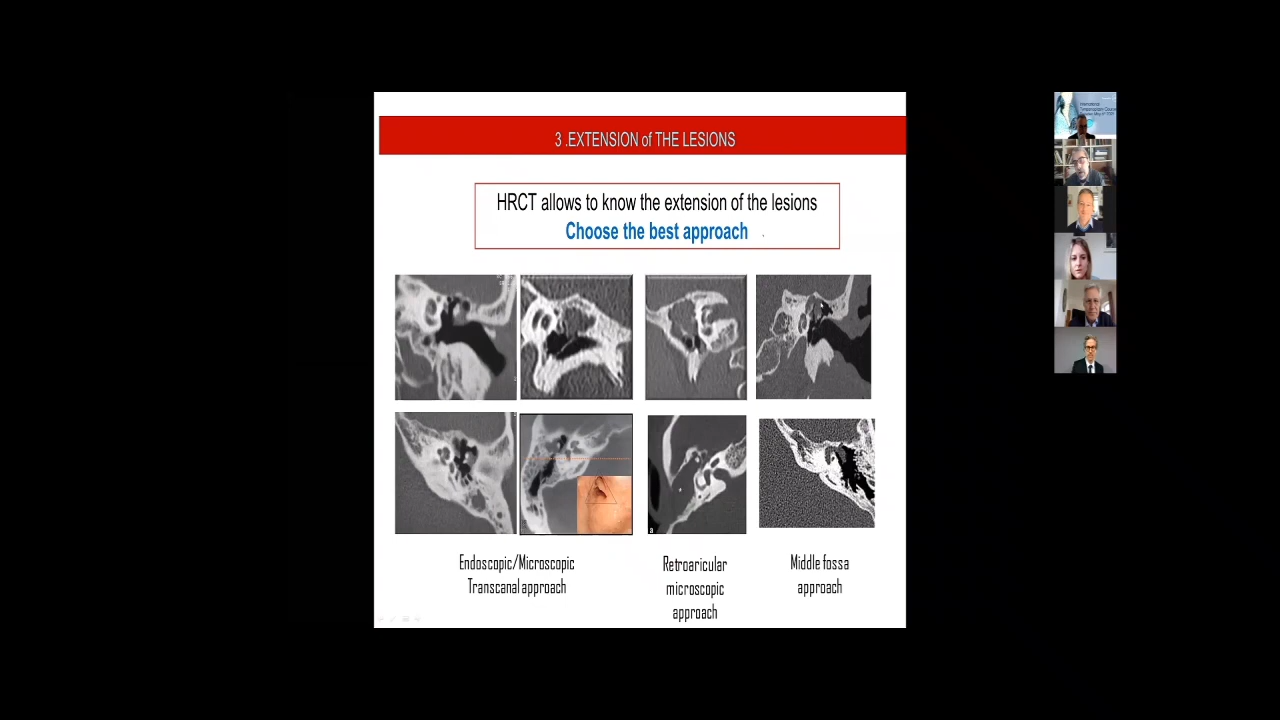 3 .EXTENSION of THE LESIONS
HRCT allows to know the extension of the lesions
Choose the best approach
Endoscopic/Microscopic
Transcanal approach
Retroaricular
microscopic
approach
Middle fossa
approach
a
International